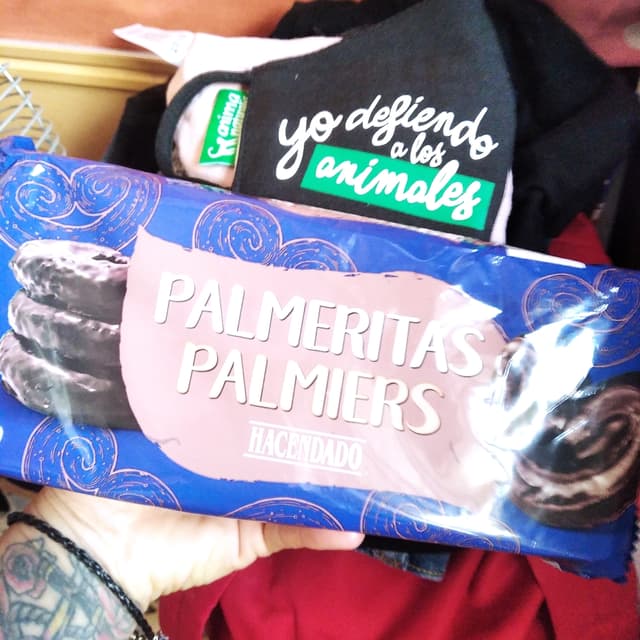 yo defiendo
a los
animales
PALMERITAS
PALMIERS
HACENDADO